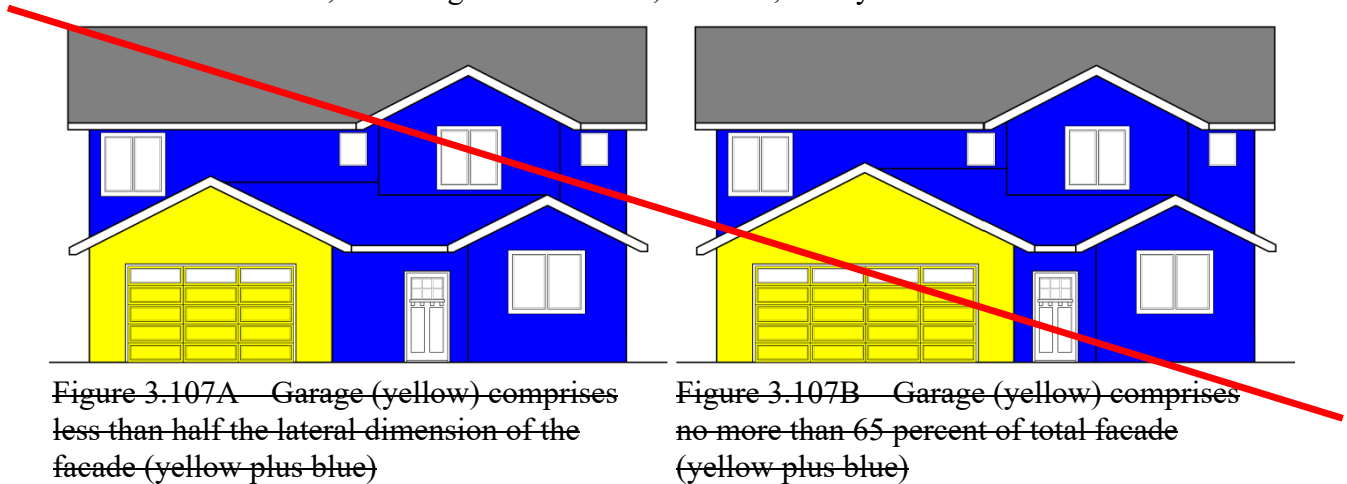 Figure 3.107A Garage (yellow) comprises
less than half the lateral dimension of the
facade (yellow plus blue)
Figure 3.107B Garage (yellow) comprises
no more than 65 percent of total facade
(yellow plus blue)